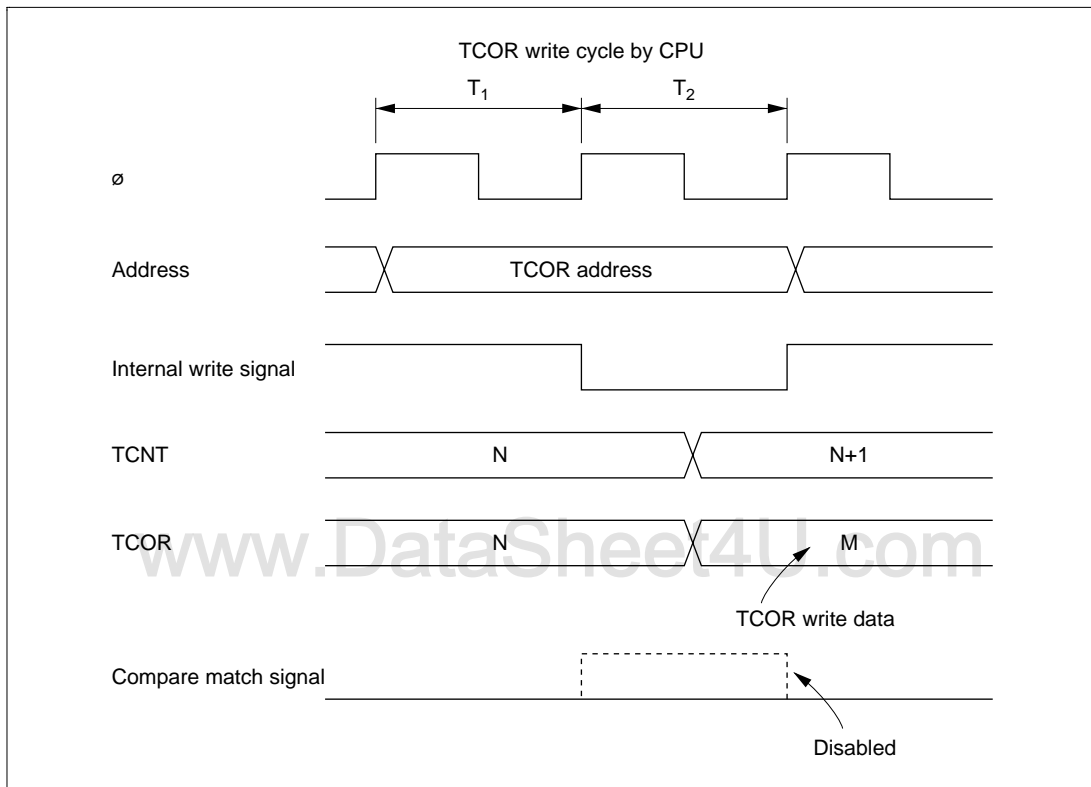 TCOR write cycle by CPU
T₁ T₂
ø
Address
TCOR address
Internal write signal
TCNT
N
N+1
TCOR
N
M
www.DataSheet4U.com
TCOR write data
Compare match signal
Disabled